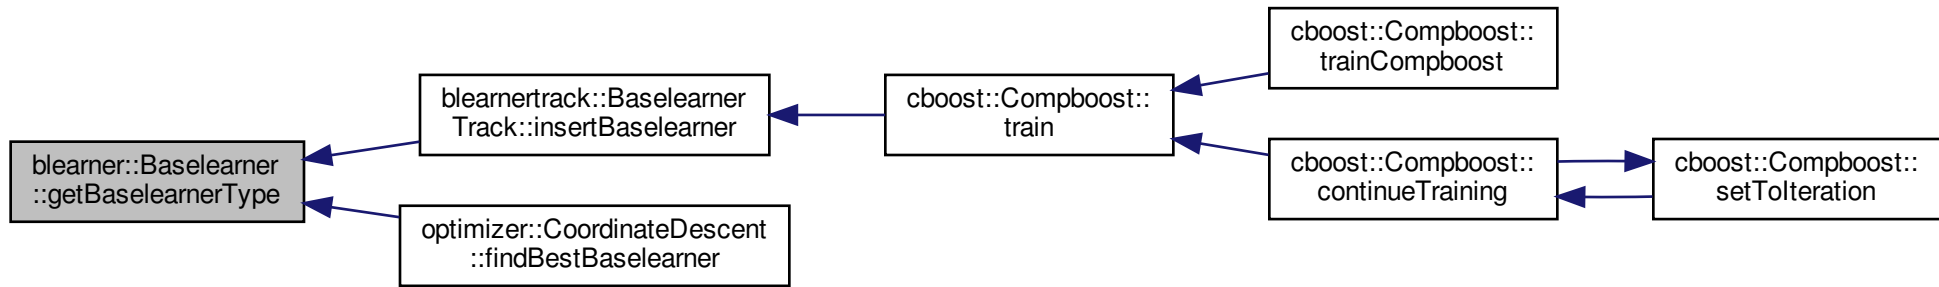 blearner::Baselearner
::getBaselearnerType
blearnertrack::Baselearner
Track::insertBaselearner
optimizer::CoordinateDescent
::findBestBaselearner
cboost::Compboost::
train
cboost::Compboost::
trainCompboost
cboost::Compboost::
continueTraining
cboost::Compboost::
setToIteration